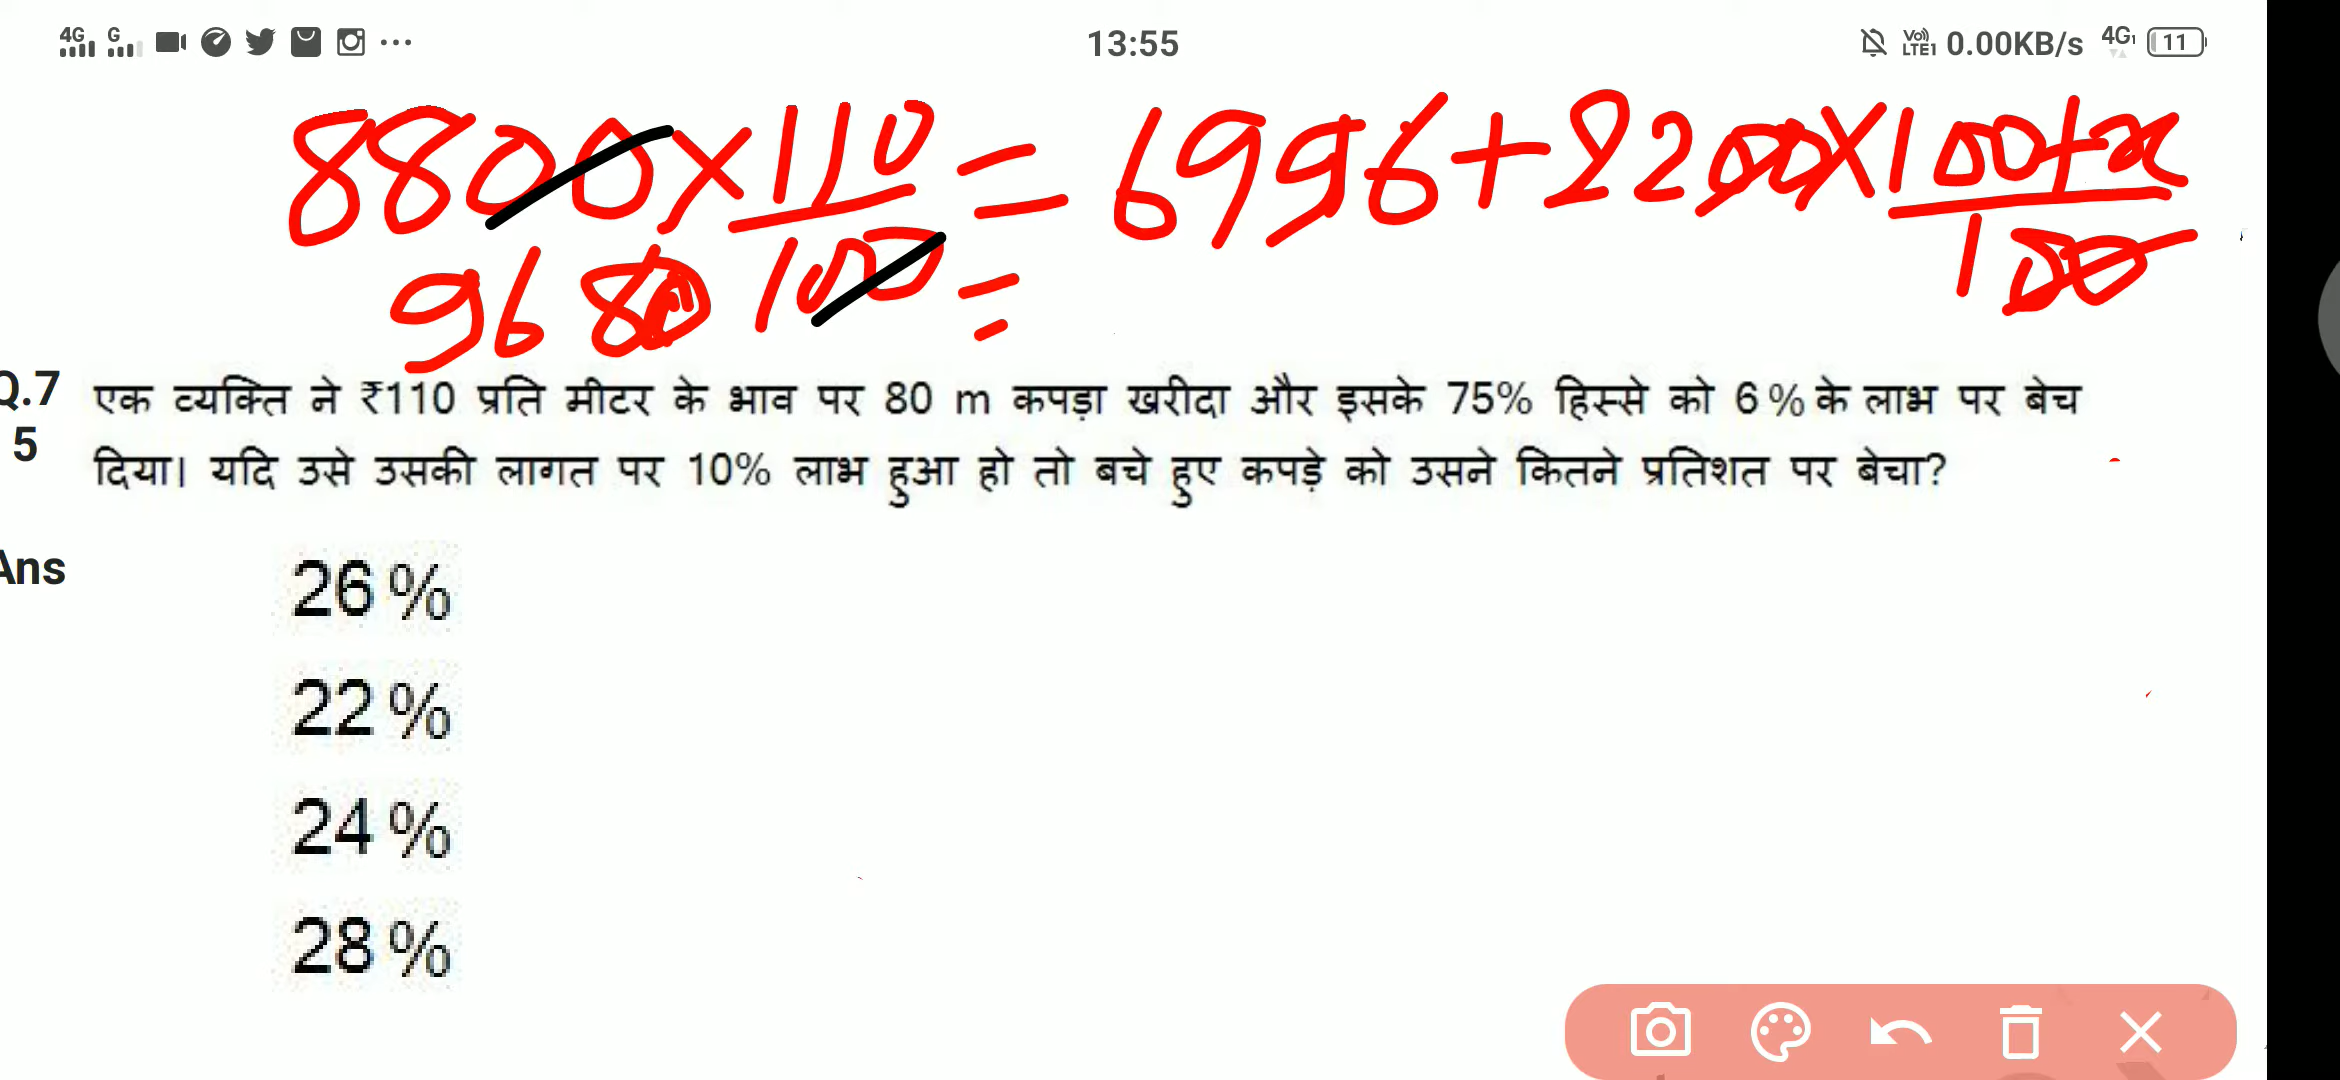 4G G ... 13:55 VoLTE1 0.00KB/s 4G1 11
8800×110/100 = 6996+2200×100+x/100
9680 =
Q.7 एक व्यक्ति ने ₹110 प्रति मीटर के भाव पर 80 m कपड़ा खरीदा और इसके 75% हिस्से को 6% के लाभ पर बेच
5 दिया। यदि उसे उसकी लागत पर 10% लाभ हुआ हो तो बचे हुए कपड़े को उसने कितने प्रतिशत पर बेचा?
Ans
26%
22%
24%
28%